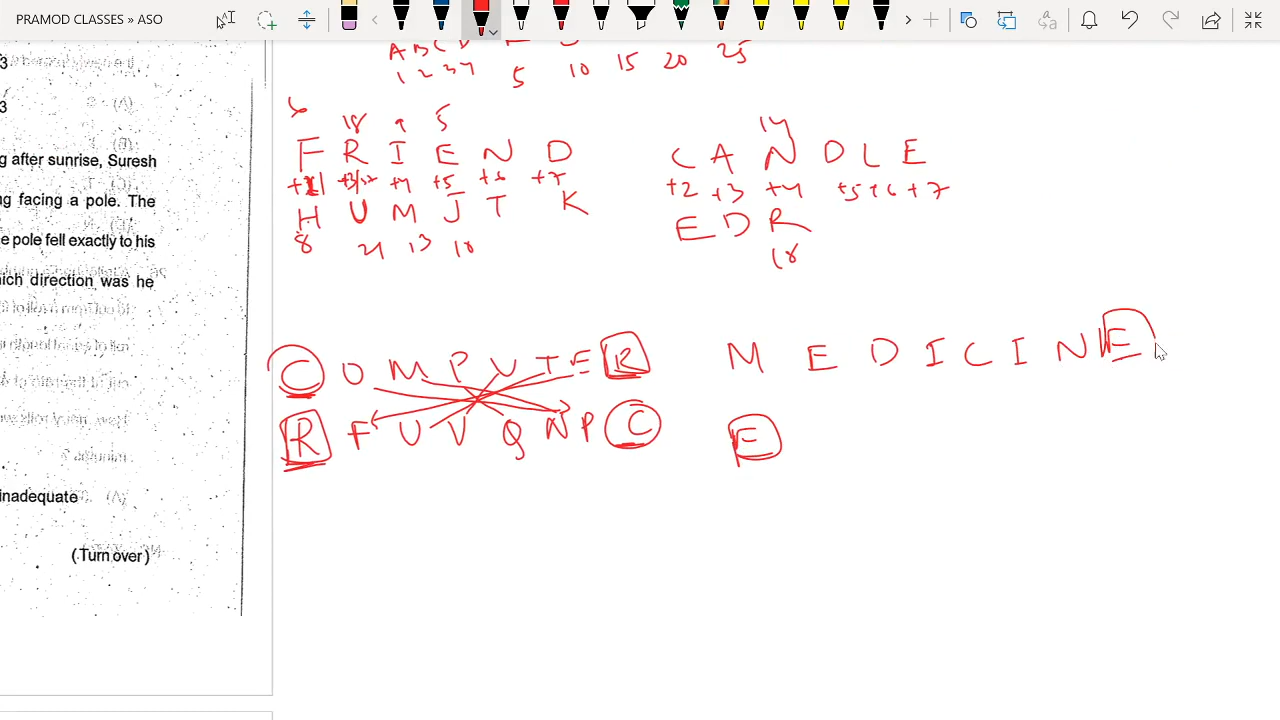 PRAMOD CLASSES » ASO
3
A B C D
1 2 3 4 5 10 15 20 25
3
6 18 9 5 14
g after sunrise, Suresh
F R I E N D C A N D L E
+4 +5 +6 +7 +2 +3 +4 +5 +6 +7
g facing a pole. The
H U M J T K E D R
8 21 13 10 18
e pole fell exactly to his
ich direction was he
C O M P U T E R M E D I C I N E
R F U V Q N P C E
inadequate
(Turn over)